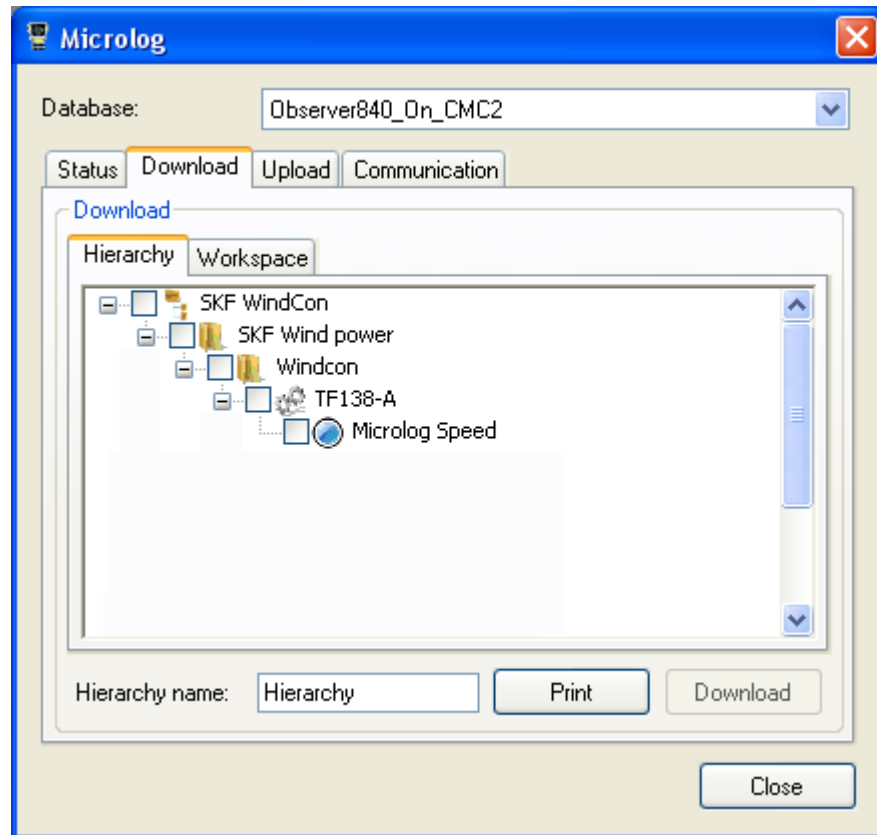 Microlog
Database: Observer840_On_CMC2
Status Download Upload Communication
Download
Hierarchy Workspace
SKF WindCon
SKF Wind power
Windcon
TF138-A
Microlog Speed
Hierarchy name: Hierarchy Print Download
Close